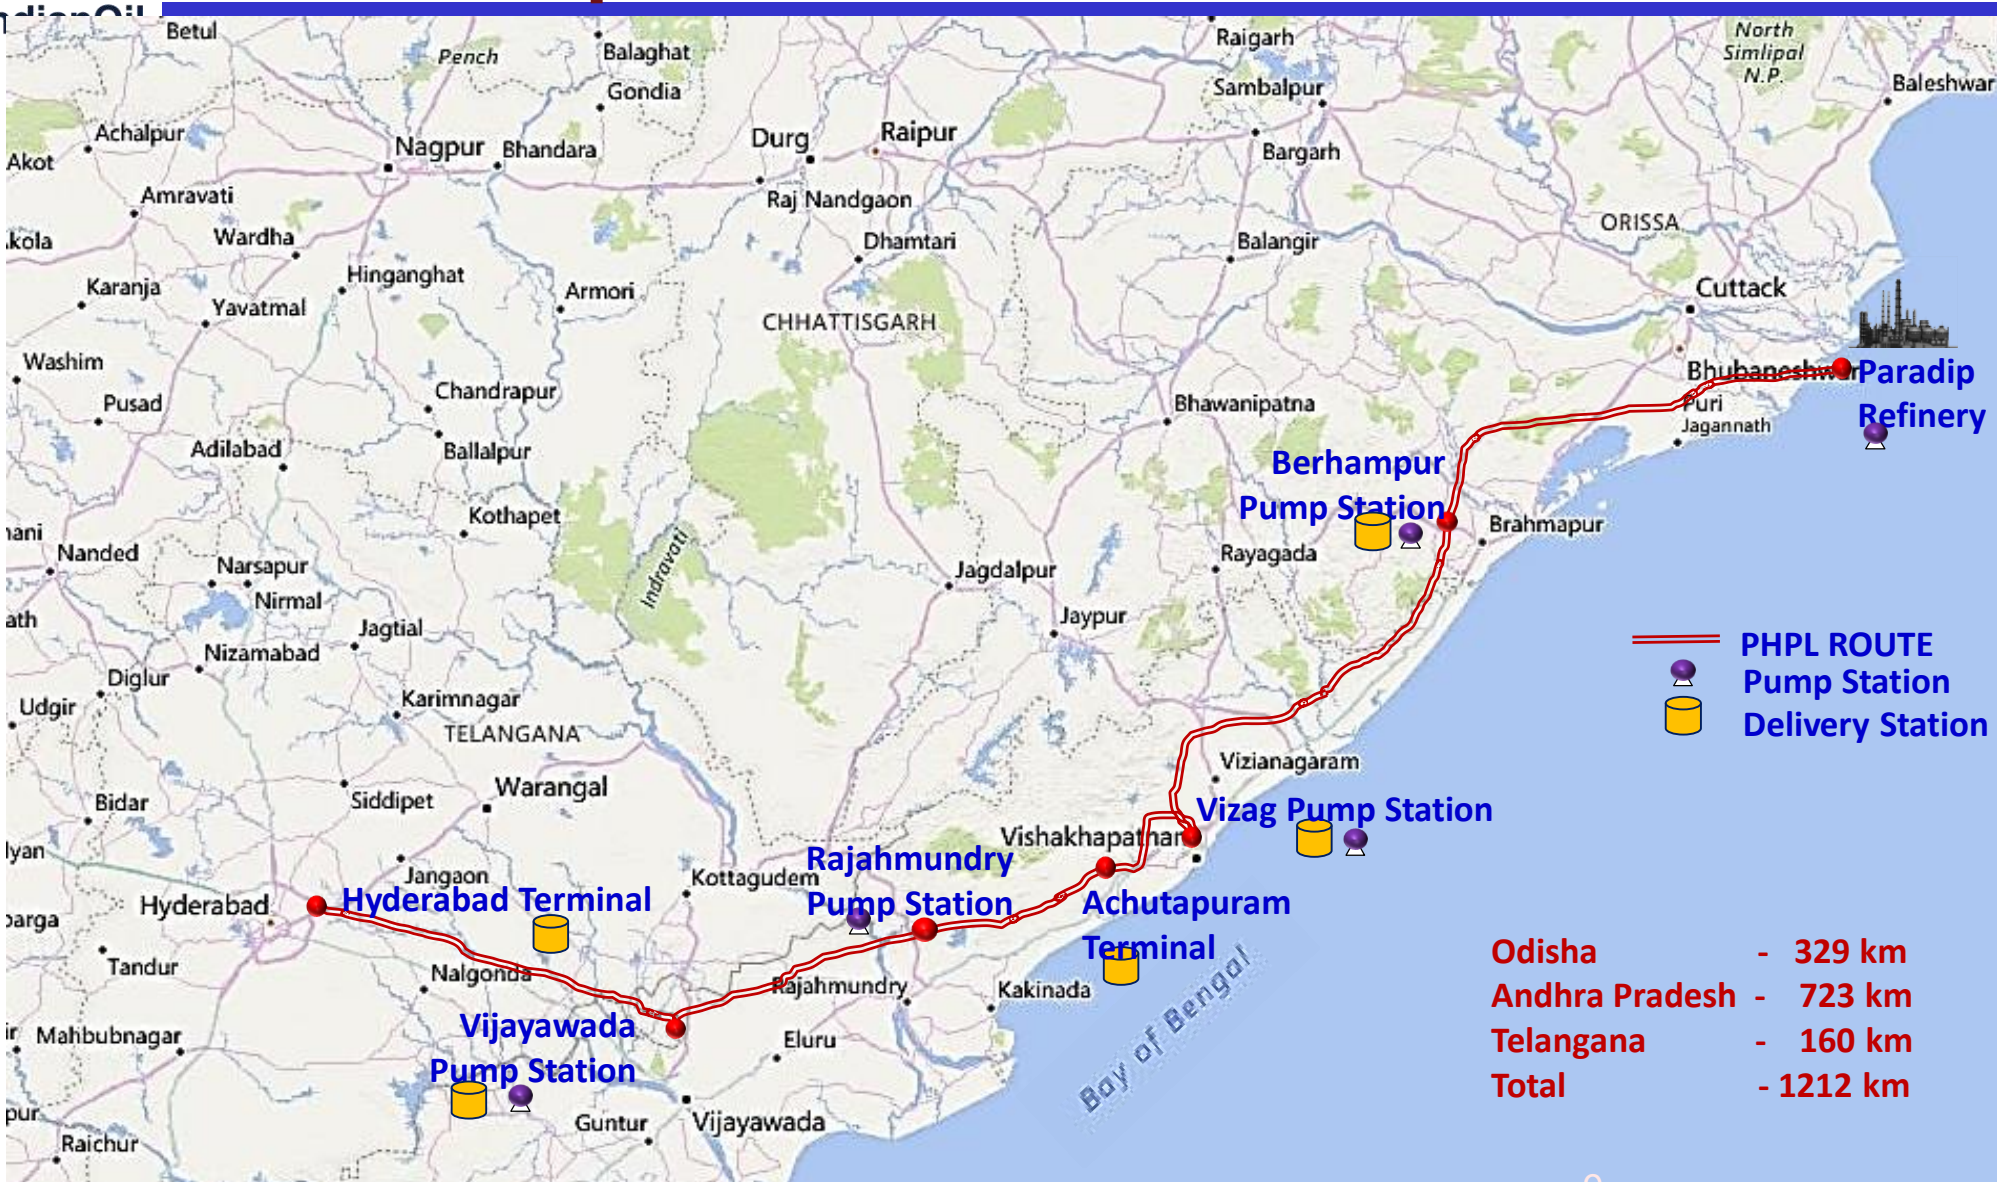 Betul
Pench
Balaghat
Gondia
Raigarh
Sambalpur
North
Simlipal
N.P.
Baleshwar
Achalpur
Akot
Nagpur
Bhandara
Durg
Raipur
Bargarh
Amravati
Raj Nandgaon
ORISSA
Wardha
Dhamtari
Balangir
Karanja
Hinganghat
Yavatmal
Armori
CHHATTISGARH
Cuttack
Washim
Pusad
Chandrapur
Bhawanipatna
Puri
Jagannath
Paradip
Refinery
Adilabad
Ballalpur
Berhampur
Pump Station
Kothapet
Brahmapur
Nanded
Narsapur
Nirmal
Indravati
Jagdalpur
Rayagada
Jagtial
Jaypur
Nizamabad
PHPL ROUTE
Pump Station
Delivery Station
Diglur
Udgir
Karimnagar
TELANGANA
Vizianagaram
Bidar
Siddipet
Warangal
Vizag Pump Station
Rajahmundry
Pump Station
Jangaon
Kottagudem
Hyderabad
Hyderabad Terminal
Achutapuram
Terminal
Tandur
Nalgonda
Rajahmundry
Kakinada
Bay of Bengal
Mahbubnagar
Vijayawada
Pump Station
Eluru
Guntur
Vijayawada
Raichur
Odisha - 329 km
Andhra Pradesh - 723 km
Telangana - 160 km
Total - 1212 km